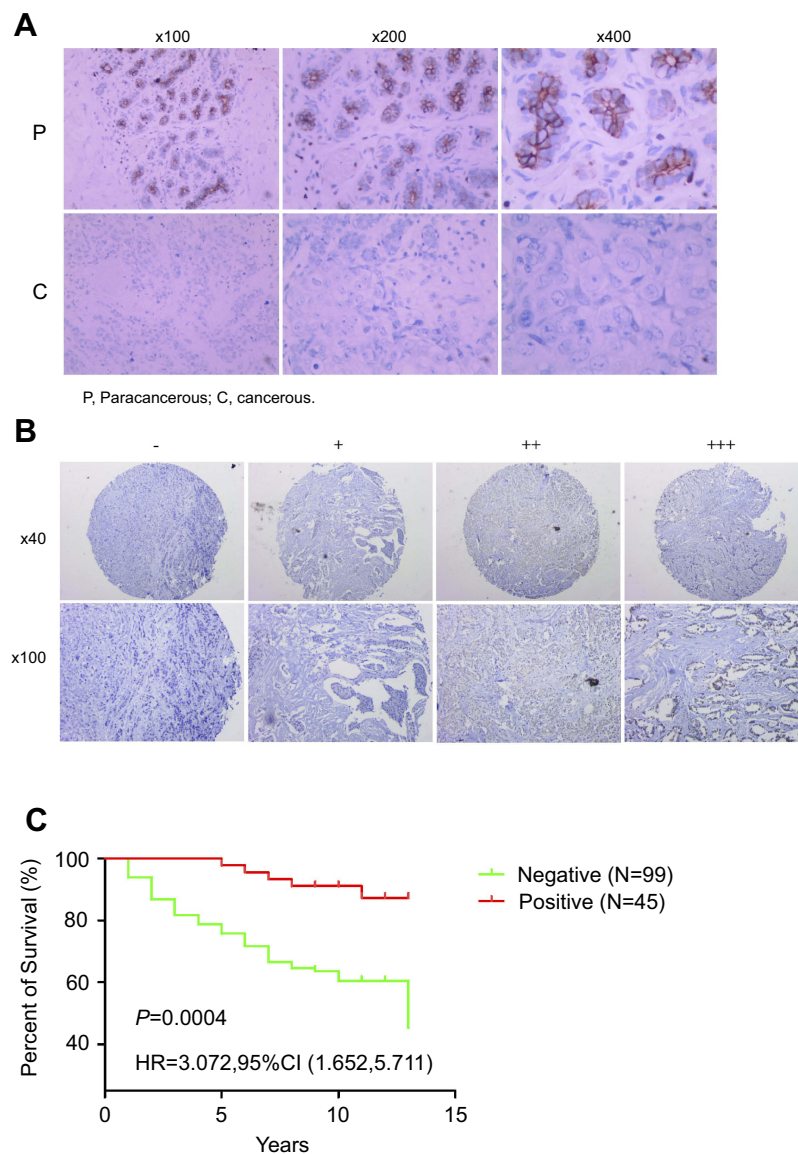 A
x100 x200 x400
P
C
P, Paracancerous; C, cancerous.
B
- + ++ +++
x40
x100
C
Percent of Survival (%)
100
80
60
40
Negative (N=99)
Positive (N=45)
P=0.0004
HR=3.072,95%CI (1.652,5.711)
0 5 10 15
Years